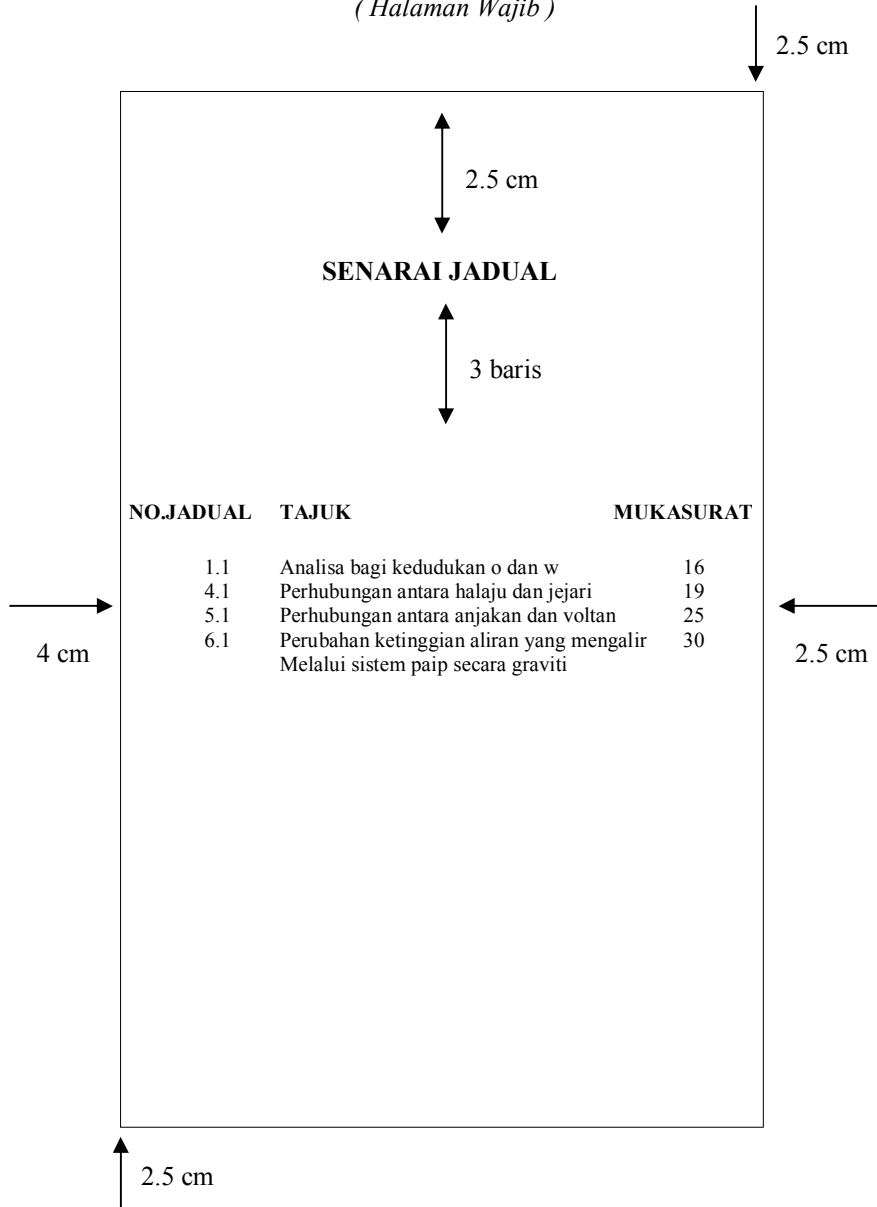 ( Halaman Wajib )
2.5 cm
2.5 cm
SENARAI JADUAL
3 baris
NO.JADUAL TAJUK MUKASURAT
1.1 Analisa bagi kedudukan o dan w 16
4.1 Perhubungan antara halaju dan jejari 19
5.1 Perhubungan antara anjakan dan voltan 25
6.1 Perubahan ketinggian aliran yang mengalir 30
Melalui sistem paip secara graviti
4 cm
2.5 cm
2.5 cm